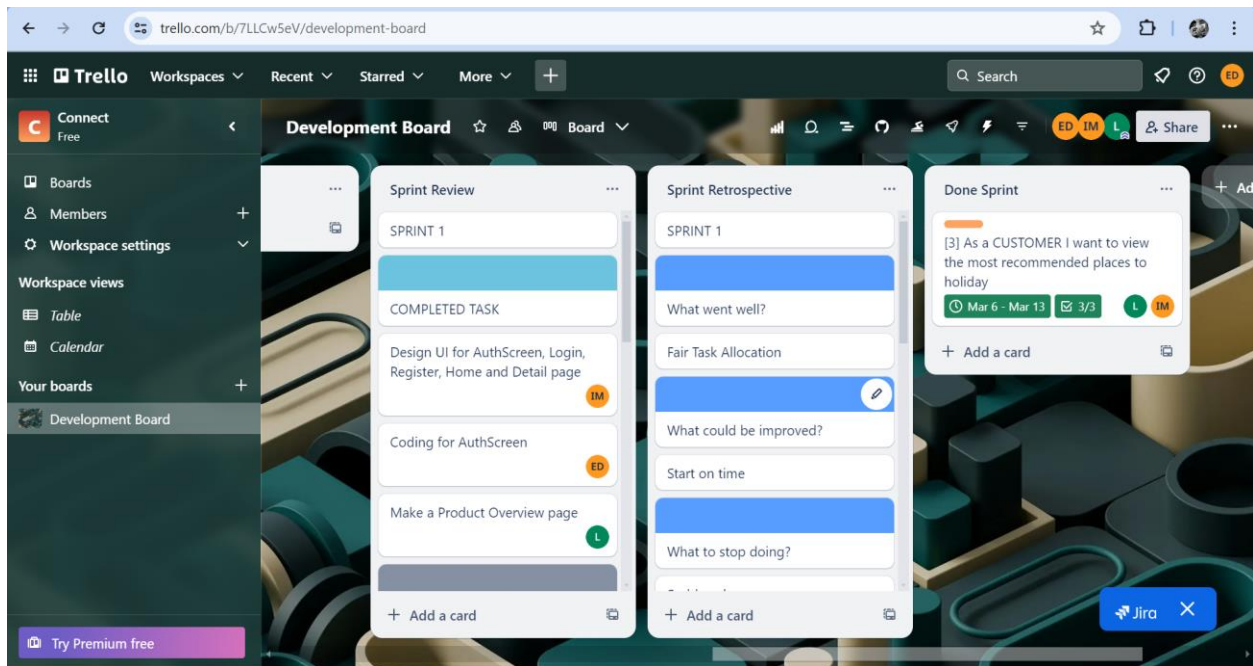 trello.com/b/7LLCw5eV/development-board
Trello Workspaces Recent Starred More + Search ED
C Connect
Free
Development Board Board ED IM L Share
Boards
Members
Workspace settings
Workspace views
Table
Calendar
Your boards
Development Board
Try Premium free
Sprint Review
SPRINT 1
COMPLETED TASK
Design UI for AuthScreen, Login,
Register, Home and Detail page
IM
Coding for AuthScreen
ED
Make a Product Overview page
L
+ Add a card
Sprint Retrospective
SPRINT 1
What went well?
Fair Task Allocation
What could be improved?
Start on time
What to stop doing?
+ Add a card
Done Sprint
[3] As a CUSTOMER I want to view
the most recommended places to
holiday
Mar 6 - Mar 13 3/3 L IM
+ Add a card
+ Ad
Jira